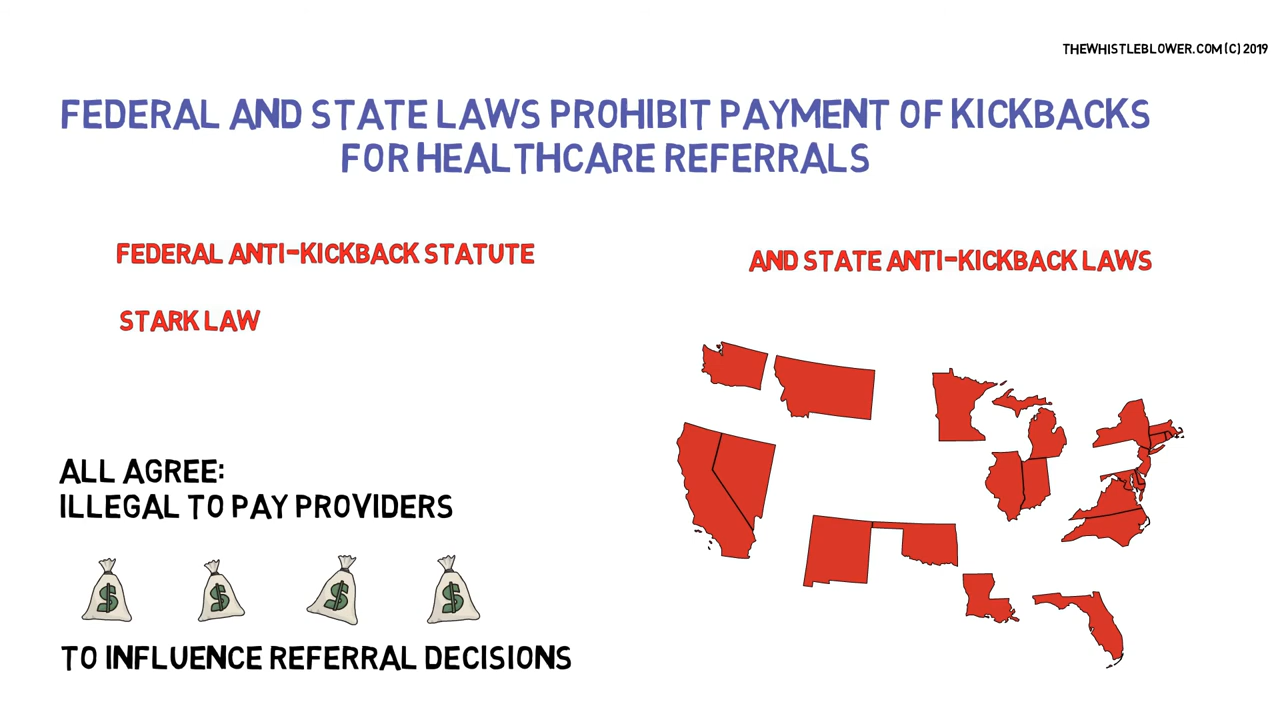 THEWHISTLEBLOWER.COM (C) 2019
FEDERAL AND STATE LAWS PROHIBIT PAYMENT OF KICKBACKS
FOR HEALTHCARE REFERRALS
FEDERAL ANTI-KICKBACK STATUTE
STARK LAW
AND STATE ANTI-KICKBACK LAWS
ALL AGREE:
ILLEGAL TO PAY PROVIDERS
$ $ $ $
TO INFLUENCE REFERRAL DECISIONS